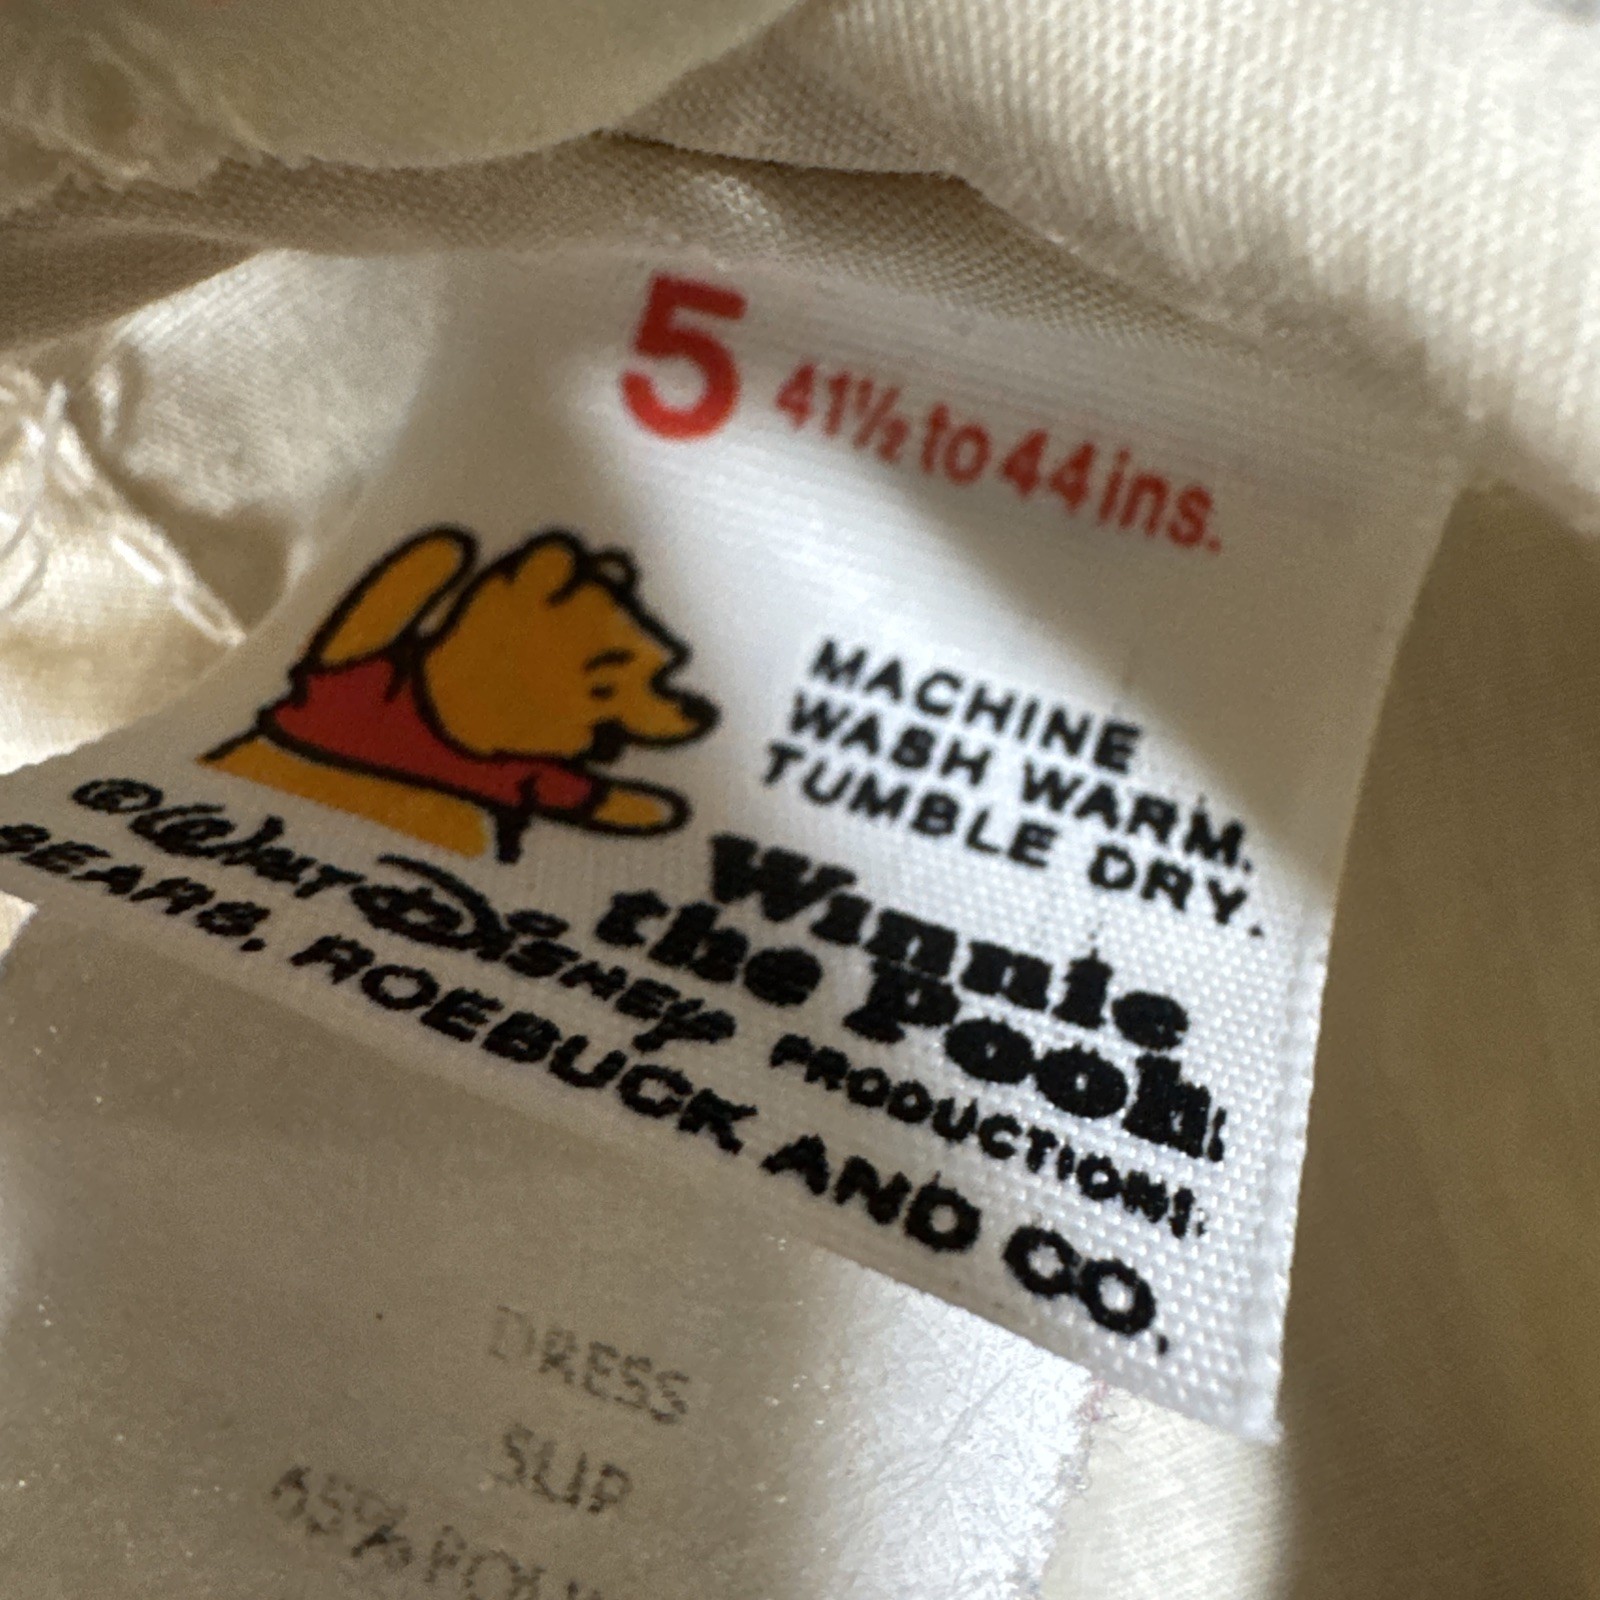 5 41½ to 44 ins.
MACHINE
WASH WARM.
TUMBLE DRY.
Winnie
the Pooh
© WALT DISNEY PRODUCTIONS
SEARS, ROEBUCK AND CO.
DRESS
SLIP
65%